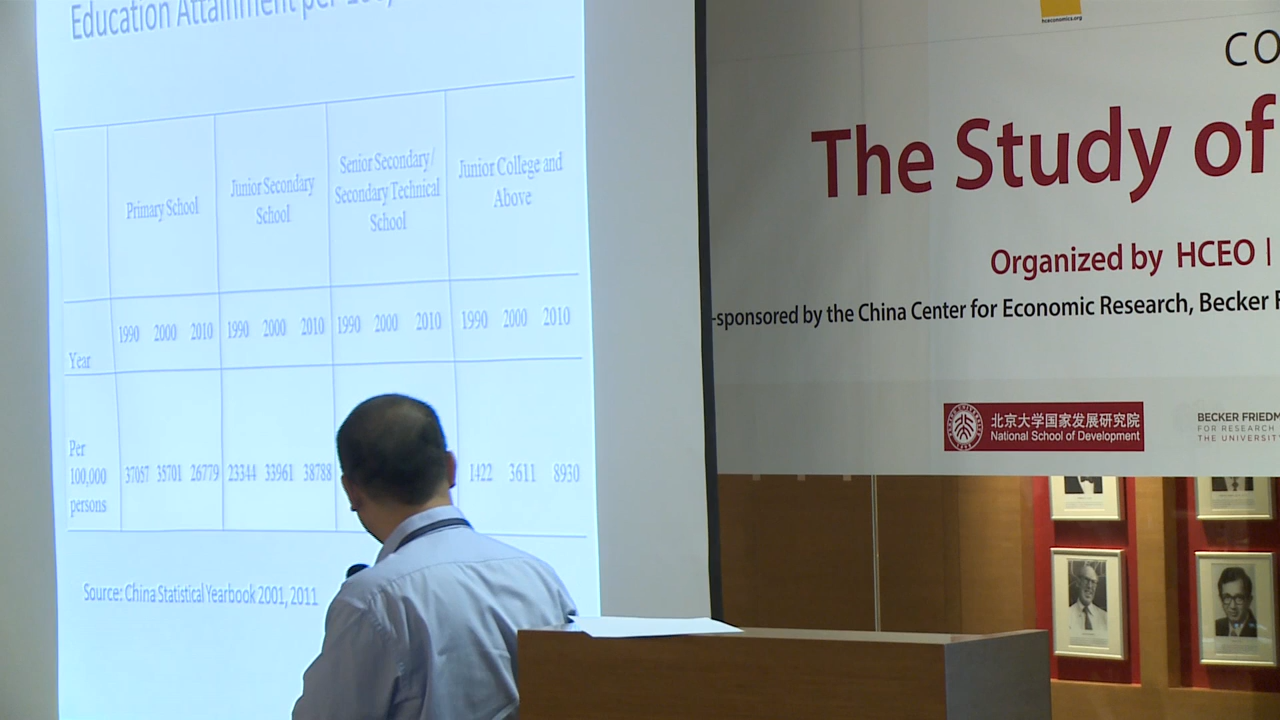 Education Attainment per 100,
Primary School
Junior Secondary
School
Senior Secondary/
Secondary Technical
School
Junior College and
Above
Year
1990 2000 2010 1990 2000 2010 1990 2000 2010 1990 2000 2010
Per
100,000
persons
37057 35701 26779 23344 33961 38788 1422 3611 8930
Source: China Statistical Yearbook 2001, 2011
hceconomics.org
CO
The Study of
Organized by HCEO |
-sponsored by the China Center for Economic Research, Becker F
北京大学国家发展研究院
National School of Development
BECKER FRIEDM
FOR RESEARCH
THE UNIVERSITY